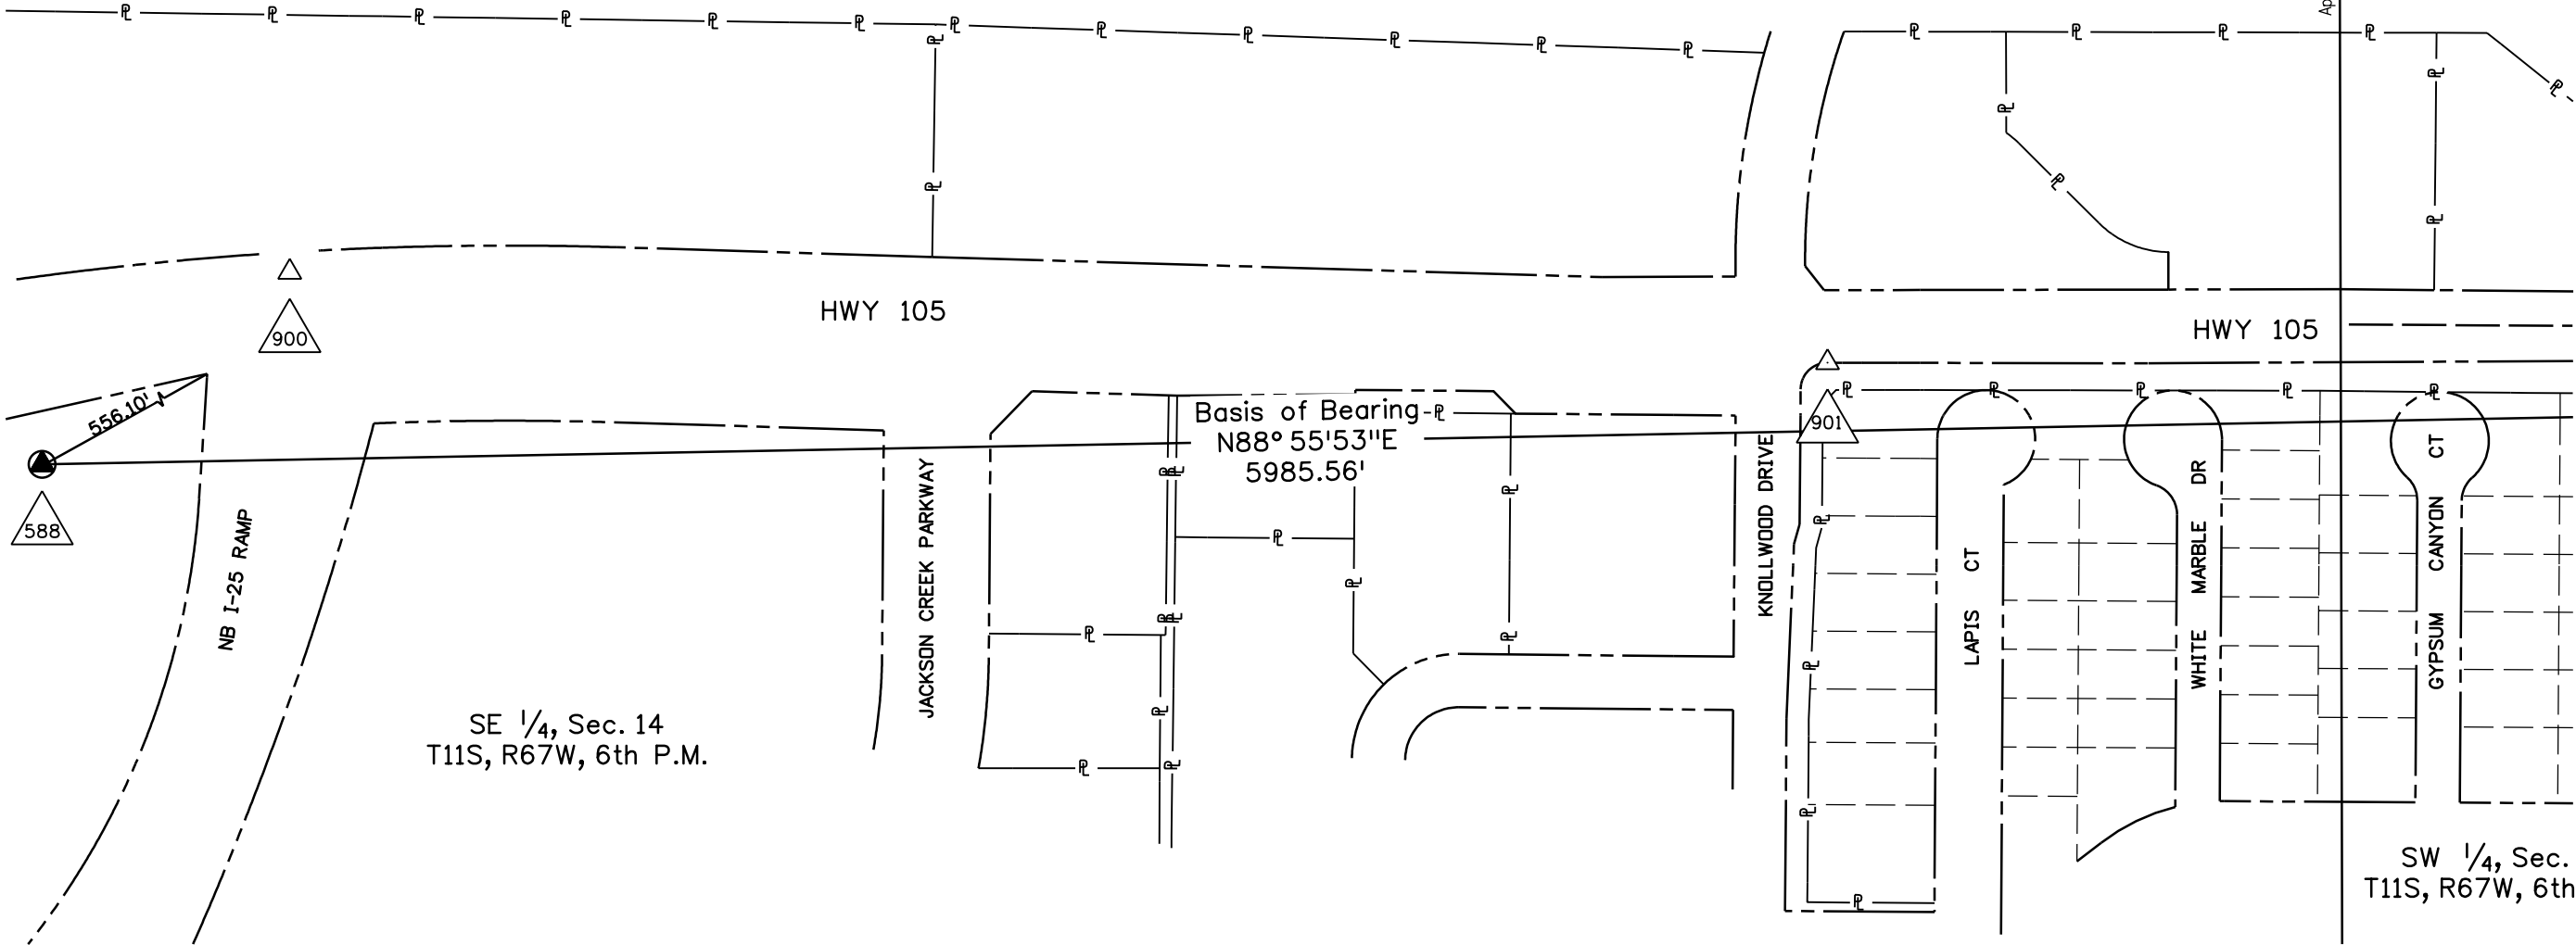 Ap
HWY 105
HWY 105
900
901
588
556.10'
Basis of Bearing
N88° 55'53"E
5985.56'
NB I-25 RAMP
JACKSON CREEK PARKWAY
KNOLLWOOD DRIVE
LAPIS CT
WHITE MARBLE DR
GYPSUM CANYON CT
SE 1/4, Sec. 14
T11S, R67W, 6th P.M.
SW 1/4, Sec.
T11S, R67W, 6th